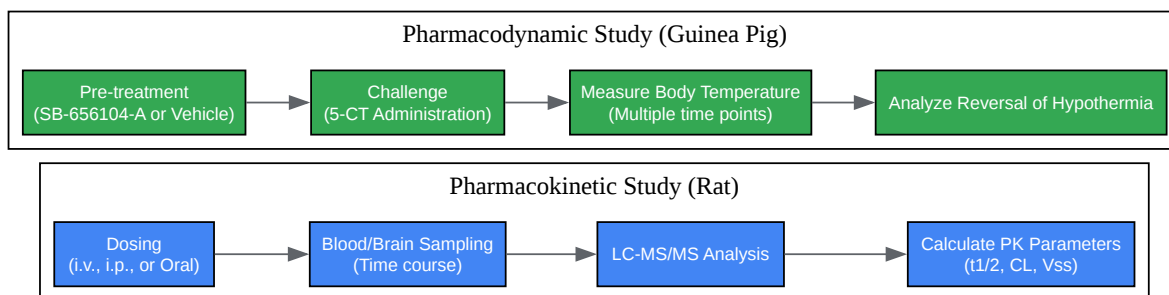 Pharmacodynamic Study (Guinea Pig)
Pre-treatment
(SB-656104-A or Vehicle)
Challenge
(5-CT Administration)
Measure Body Temperature
(Multiple time points)
Analyze Reversal of Hypothermia
Pharmacokinetic Study (Rat)
Dosing
(i.v., i.p., or Oral)
Blood/Brain Sampling
(Time course)
LC-MS/MS Analysis
Calculate PK Parameters
(t1/2, CL, Vss)